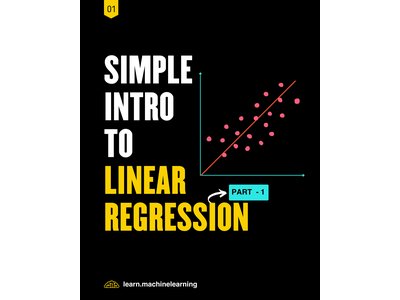 01
SIMPLE
INTRO
TO
LINEAR
REGRESSION
PART - 1
learn.machinelearning